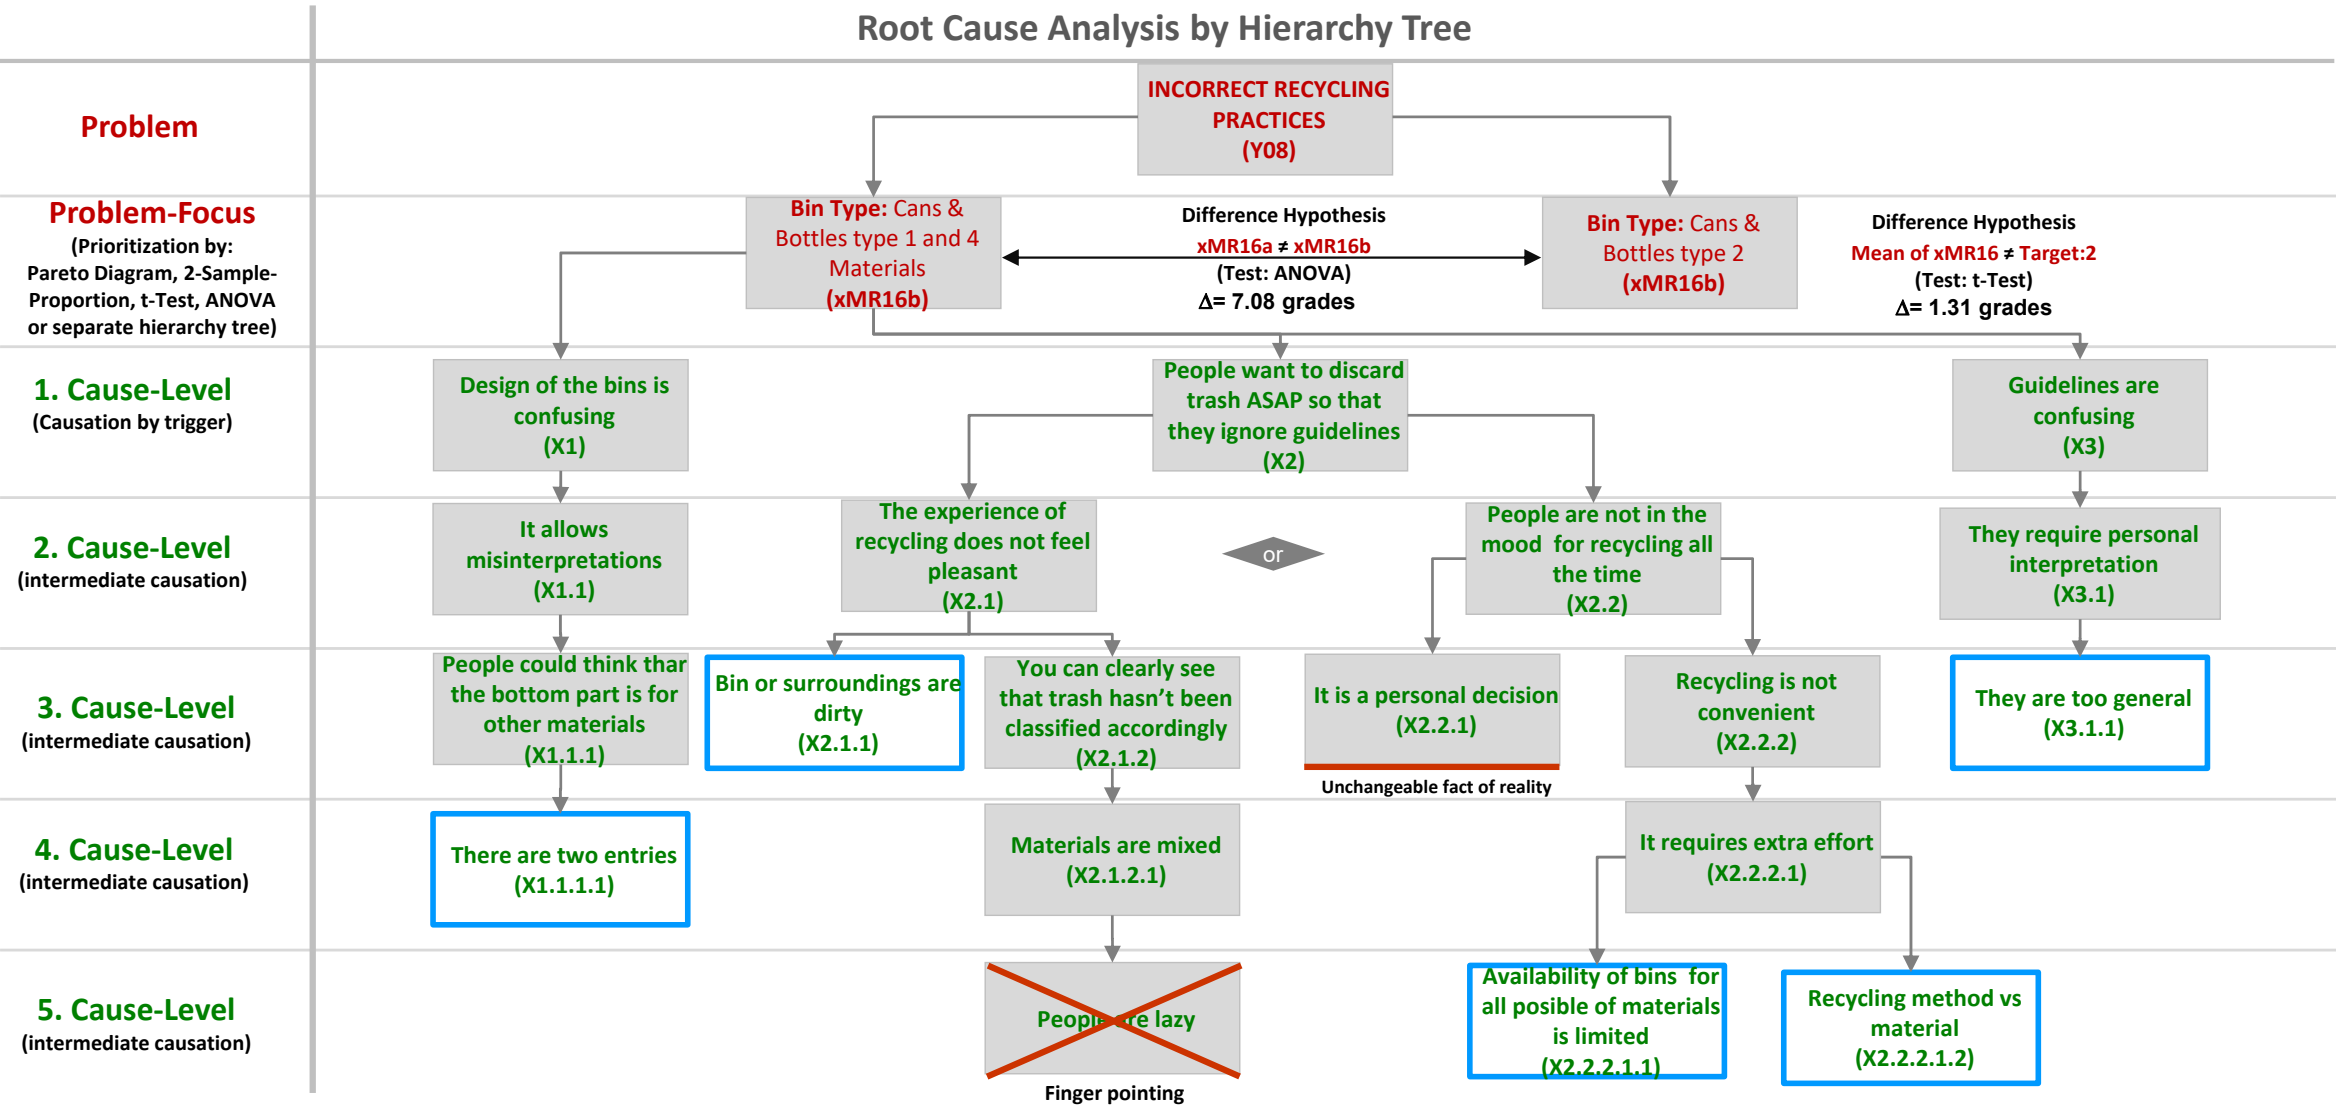 Root Cause Analysis by Hierarchy Tree
Problem
INCORRECT RECYCLING
PRACTICES
(Y08)
Problem-Focus
(Prioritization by:
Pareto Diagram, 2-Sample-
Proportion, t-Test, ANOVA
or separate hierarchy tree)
Bin Type: Cans &
Bottles type 1 and 4
Materials
(xMR16b)
Difference Hypothesis
xMR16a ≠ xMR16b
(Test: ANOVA)
Δ= 7.08 grades
Bin Type: Cans &
Bottles type 2
(xMR16b)
Difference Hypothesis
Mean of xMR16 ≠ Target:2
(Test: t-Test)
Δ= 1.31 grades
1. Cause-Level
(Causation by trigger)
Design of the bins is
confusing
(X1)
People want to discard
trash ASAP so that
they ignore guidelines
(X2)
Guidelines are
confusing
(X3)
2. Cause-Level
(intermediate causation)
It allows
misinterpretations
(X1.1)
The experience of
recycling does not feel
pleasant
(X2.1)
or
People are not in the
mood for recycling all
the time
(X2.2)
They require personal
interpretation
(X3.1)
3. Cause-Level
(intermediate causation)
People could think thar
the bottom part is for
other materials
(X1.1.1)
Bin or surroundings are
dirty
(X2.1.1)
You can clearly see
that trash hasn't been
classified accordingly
(X2.1.2)
It is a personal decision
(X2.2.1)
Unchangeable fact of reality
Recycling is not
convenient
(X2.2.2)
They are too general
(X3.1.1)
4. Cause-Level
(intermediate causation)
There are two entries
(X1.1.1.1)
Materials are mixed
(X2.1.2.1)
It requires extra effort
(X2.2.2.1)
5. Cause-Level
(intermediate causation)
People are lazy
Finger pointing
Availability of bins for
all posible of materials
is limited
(X2.2.2.1.1)
Recycling method vs
material
(X2.2.2.1.2)